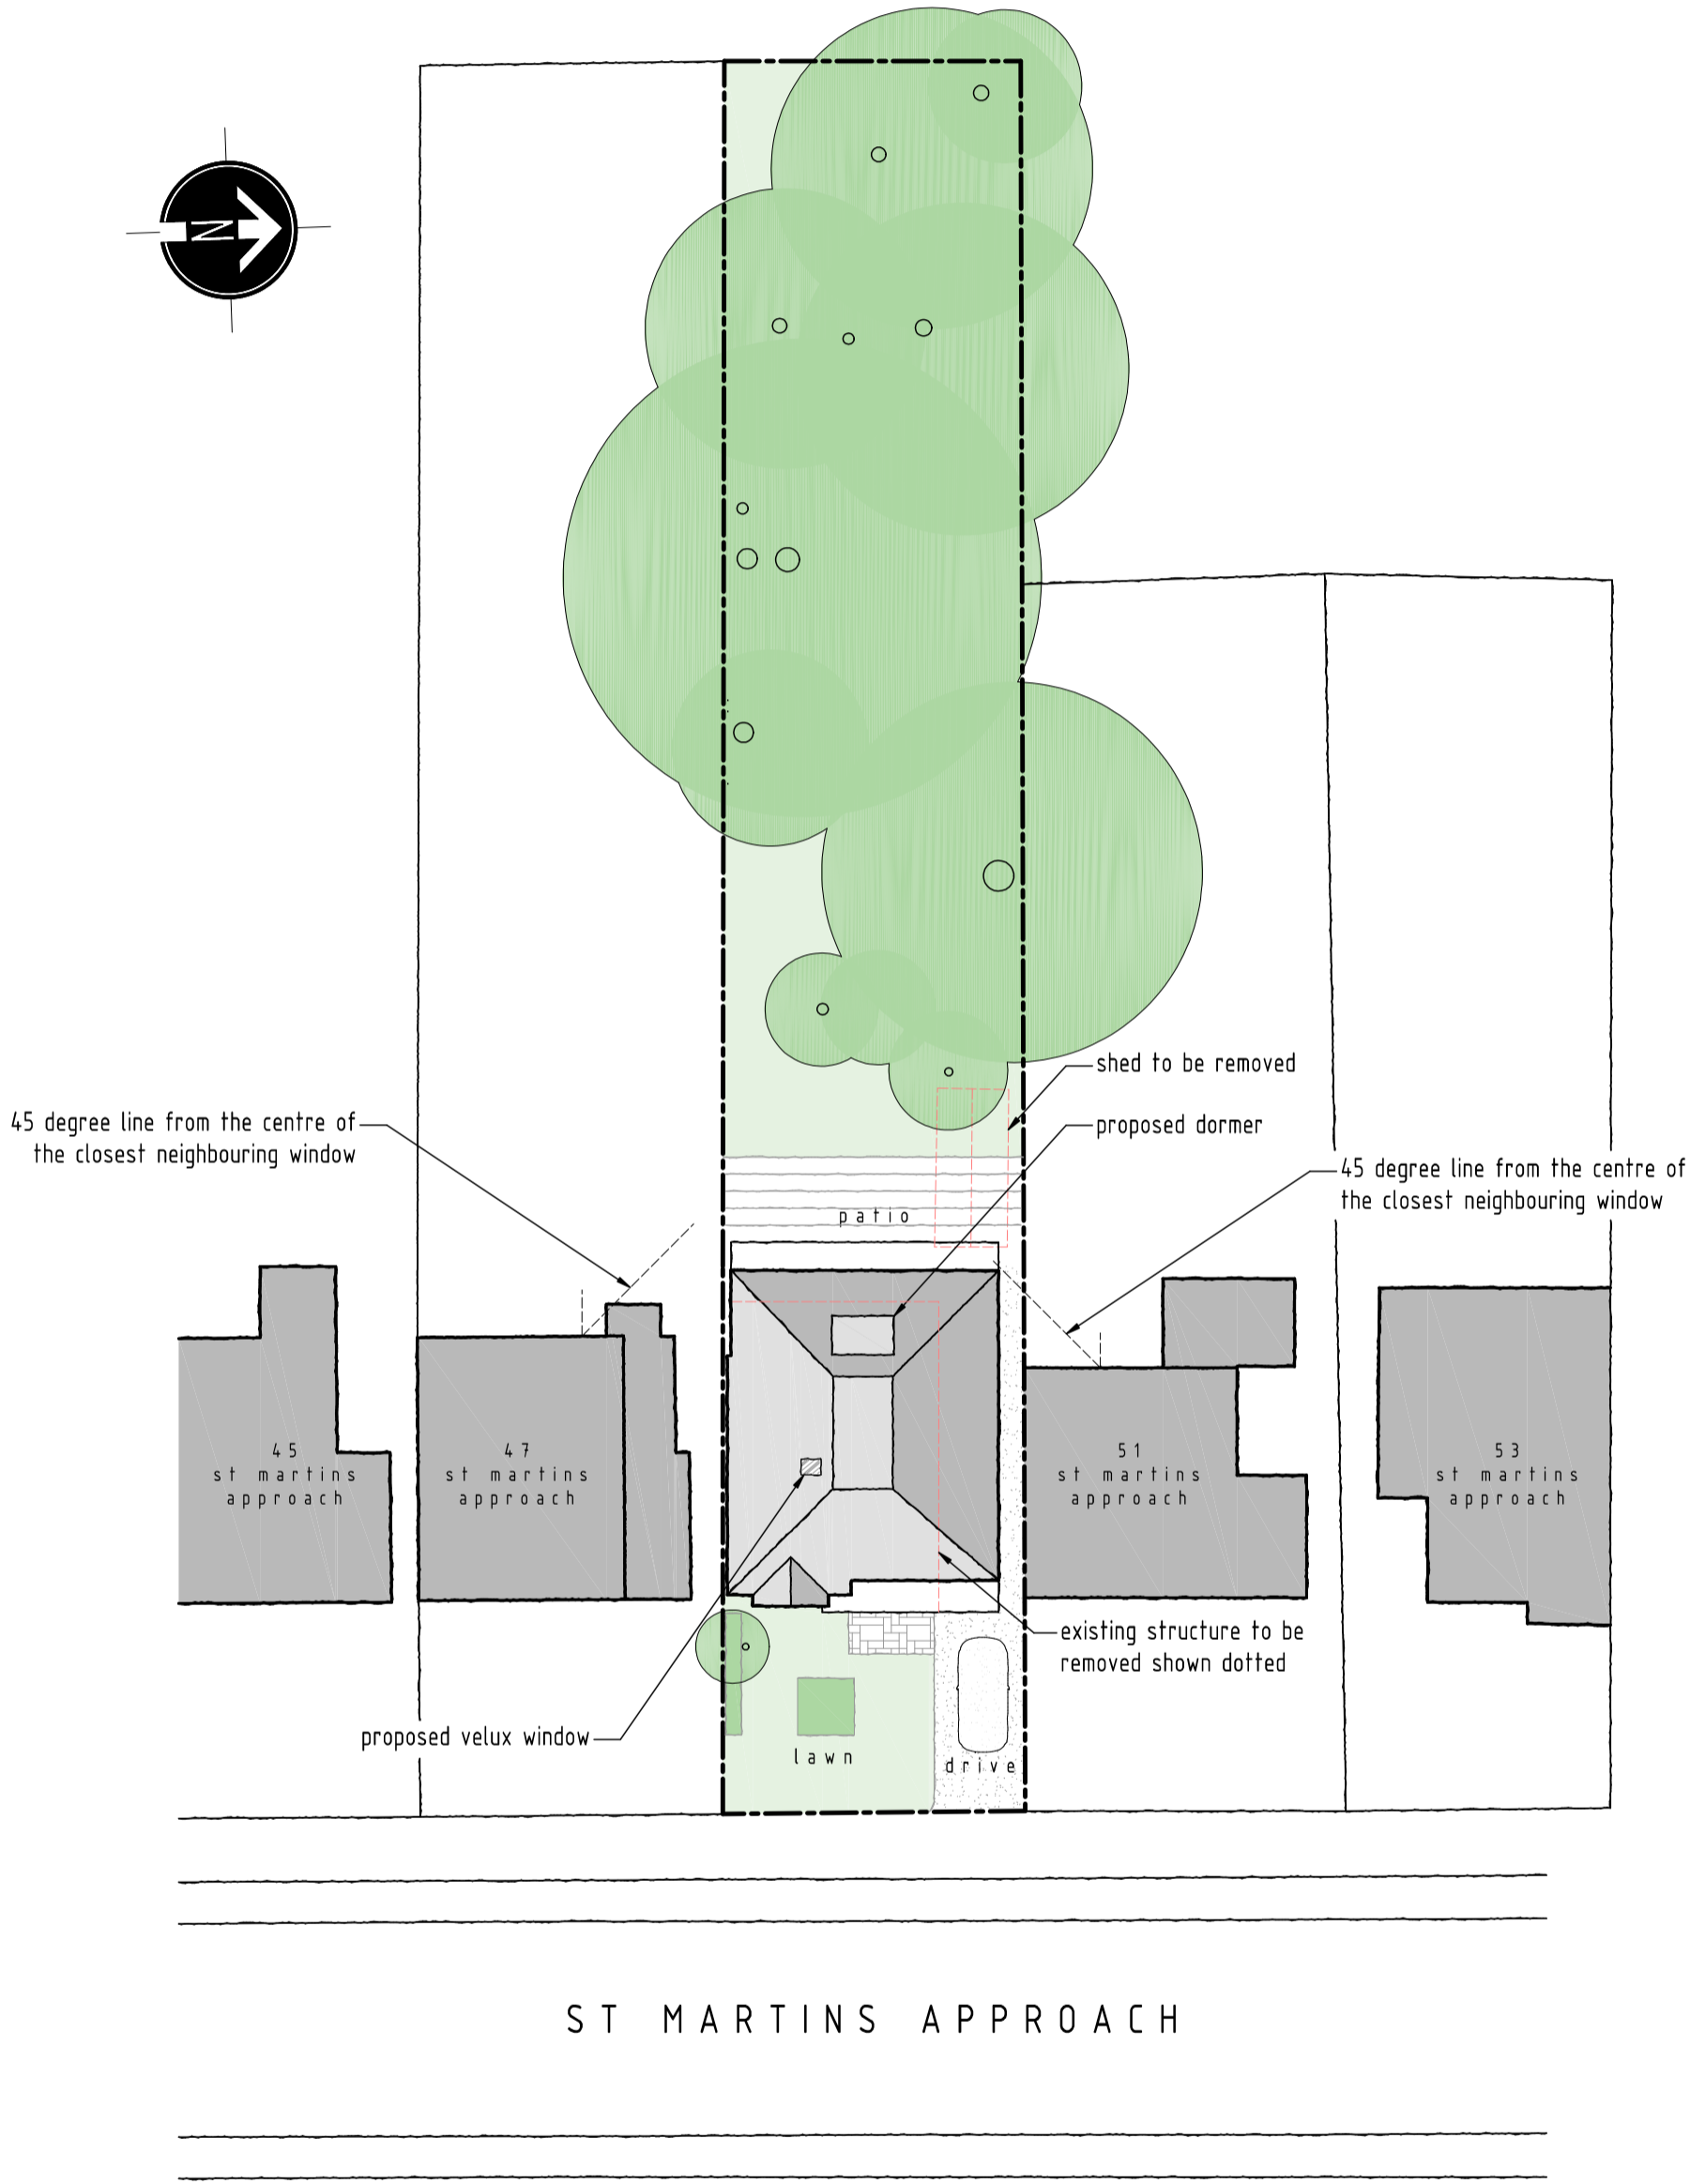 N
shed to be removed
proposed dormer
45 degree line from the centre of
the closest neighbouring window
45 degree line from the centre of
the closest neighbouring window
patio
45
st martins
approach
47
st martins
approach
51
st martins
approach
53
st martins
approach
existing structure to be
removed shown dotted
proposed velux window
lawn
drive
ST MARTINS APPROACH